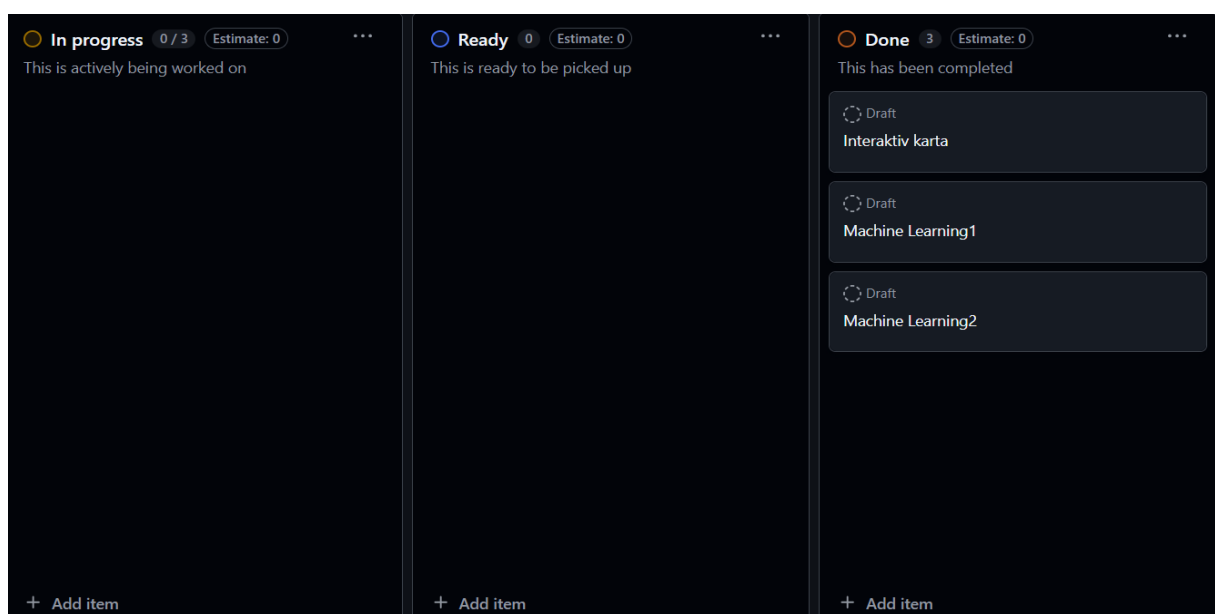 In progress 0 / 3 Estimate: 0
This is actively being worked on
+ Add item
Ready 0 Estimate: 0
This is ready to be picked up
+ Add item
Done 3 Estimate: 0
This has been completed
Draft
Interaktiv karta
Draft
Machine Learning1
Draft
Machine Learning2
+ Add item